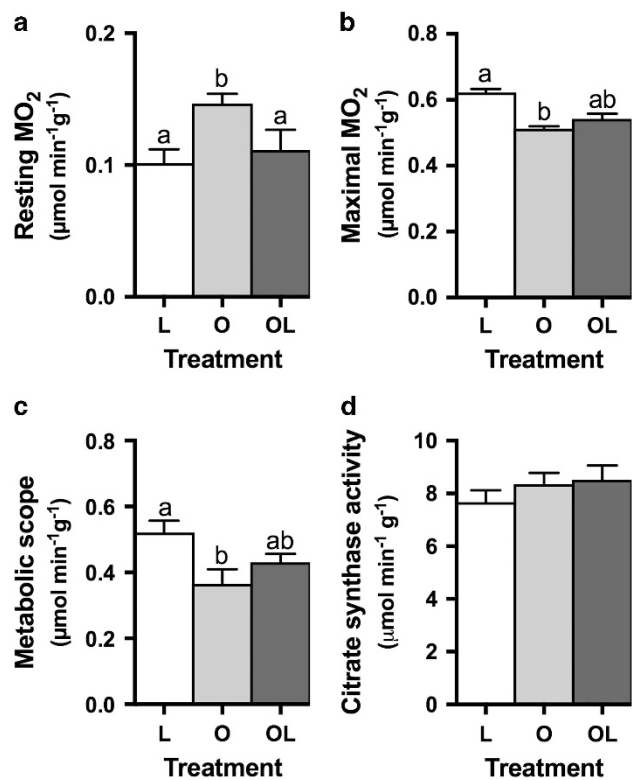 a
Resting MO2
(µmol min-1g-1)
0.2
0.1
0.0
a
b
a
L O OL
Treatment
b
Maximal MO2
(µmol min-1g-1)
0.8
0.6
0.4
0.2
0.0
a
b
ab
L O OL
Treatment
c
Metabolic scope
(µmol min-1g-1)
0.8
0.6
0.4
0.2
0.0
a
b
ab
L O OL
Treatment
d
Citrate synthase activity
(µmol min-1 g-1)
10
8
6
4
2
0
L O OL
Treatment